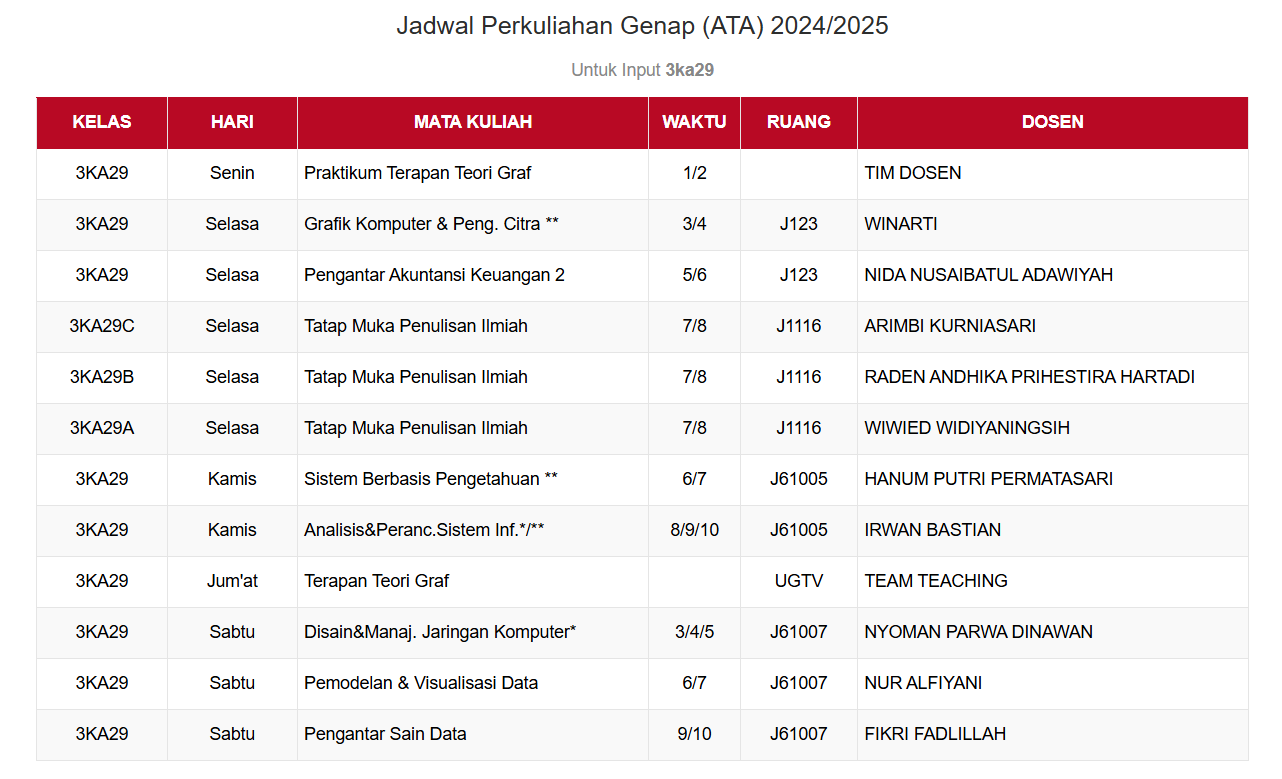 Jadwal Perkuliahan Genap (ATA) 2024/2025
Untuk Input 3ka29
KELAS HARI MATA KULIAH WAKTU RUANG DOSEN
3KA29 Senin Praktikum Terapan Teori Graf 1/2 TIM DOSEN
3KA29 Selasa Grafik Komputer & Peng. Citra ** 3/4 J123 WINARTI
3KA29 Selasa Pengantar Akuntansi Keuangan 2 5/6 J123 NIDA NUSAIBATUL ADAWIYAH
3KA29C Selasa Tatap Muka Penulisan Ilmiah 7/8 J1116 ARIMBI KURNIASARI
3KA29B Selasa Tatap Muka Penulisan Ilmiah 7/8 J1116 RADEN ANDHIKA PRIHESTIRA HARTADI
3KA29A Selasa Tatap Muka Penulisan Ilmiah 7/8 J1116 WIWIED WIDIYANINGSIH
3KA29 Kamis Sistem Berbasis Pengetahuan ** 6/7 J61005 HANUM PUTRI PERMATASARI
3KA29 Kamis Analisis&Peranc.Sistem Inf.*/** 8/9/10 J61005 IRWAN BASTIAN
3KA29 Jum'at Terapan Teori Graf UGTV TEAM TEACHING
3KA29 Sabtu Disain&Manaj. Jaringan Komputer* 3/4/5 J61007 NYOMAN PARWA DINAWAN
3KA29 Sabtu Pemodelan & Visualisasi Data 6/7 J61007 NUR ALFIYANI
3KA29 Sabtu Pengantar Sain Data 9/10 J61007 FIKRI FADLILLAH